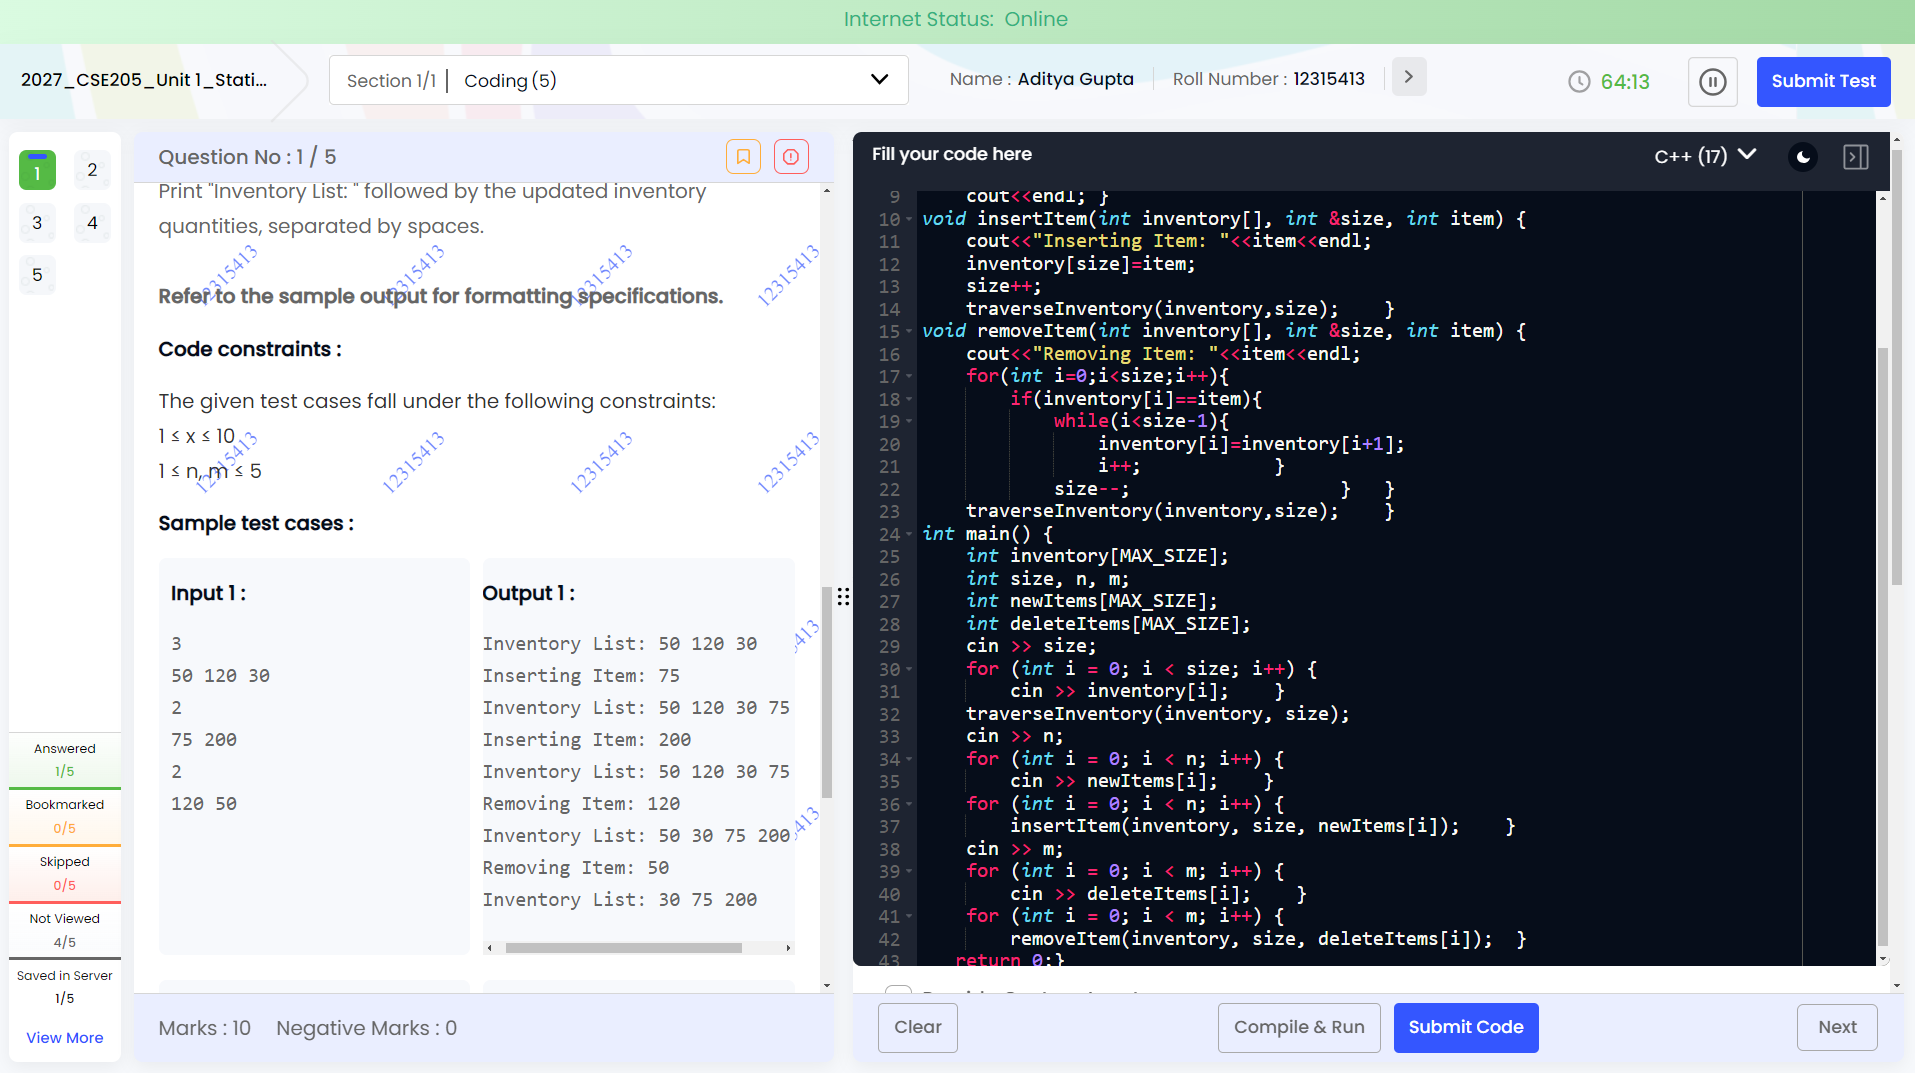 Internet Status: Online
2027_CSE205_Unit 1_Stati...
Section 1/1 | Coding (5)
Name : Aditya Gupta
Roll Number : 12315413
64:13
Submit Test
1
2
3
4
5
Answered
1/5
Bookmarked
0/5
Skipped
0/5
Not Viewed
4/5
Saved in Server
1/5
View More
Question No : 1 / 5
Print "Inventory List: " followed by the updated inventory
quantities, separated by spaces.
12315413 12315413 12315413 12315413
Refer to the sample output for formatting specifications.
Code constraints :
The given test cases fall under the following constraints:
1 ≤ x ≤ 10
1 ≤ n, m ≤ 5
12315413 12315413 12315413 12315413
Sample test cases :
Input 1 :
3
50 120 30
2
75 200
2
120 50
Output 1 :
Inventory List: 50 120 30
Inserting Item: 75
Inventory List: 50 120 30 75
Inserting Item: 200
Inventory List: 50 120 30 75
Removing Item: 120
Inventory List: 50 30 75 200
Removing Item: 50
Inventory List: 30 75 200
Marks : 10
Negative Marks : 0
Fill your code here
C++ (17)
9 cout<<endl; }
10 void insertItem(int inventory[], int &size, int item) {
11 cout<<"Inserting Item: "<<item<<endl;
12 inventory[size]=item;
13 size++;
14 traverseInventory(inventory,size); }
15 void removeItem(int inventory[], int &size, int item) {
16 cout<<"Removing Item: "<<item<<endl;
17 for(int i=0;i<size;i++){
18 if(inventory[i]==item){
19 while(i<size-1){
20 inventory[i]=inventory[i+1];
21 i++; }
22 size--; } }
23 traverseInventory(inventory,size); }
24 int main() {
25 int inventory[MAX_SIZE];
26 int size, n, m;
27 int newItems[MAX_SIZE];
28 int deleteItems[MAX_SIZE];
29 cin >> size;
30 for (int i = 0; i < size; i++) {
31 cin >> inventory[i]; }
32 traverseInventory(inventory, size);
33 cin >> n;
34 for (int i = 0; i < n; i++) {
35 cin >> newItems[i]; }
36 for (int i = 0; i < n; i++) {
37 insertItem(inventory, size, newItems[i]); }
38 cin >> m;
39 for (int i = 0; i < m; i++) {
40 cin >> deleteItems[i]; }
41 for (int i = 0; i < m; i++) {
42 removeItem(inventory, size, deleteItems[i]); }
43 return 0;}
Clear
Compile & Run
Submit Code
Next